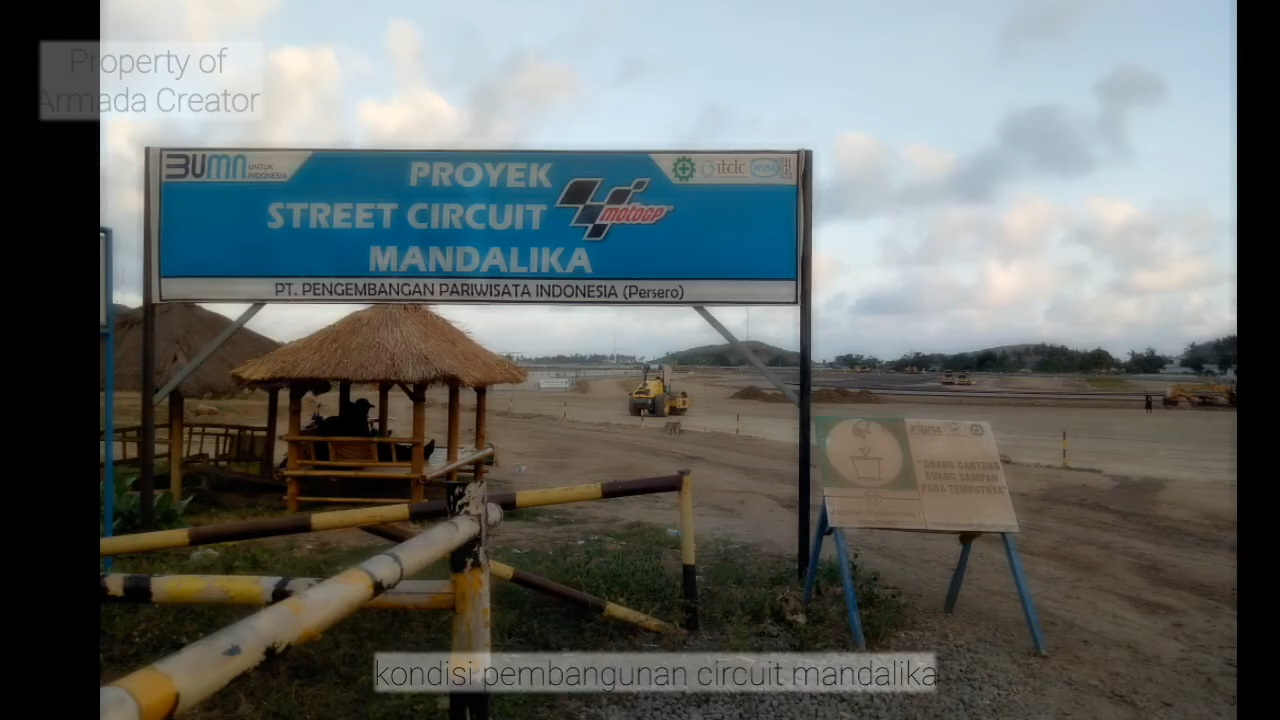 Property of
Armada Creator
BUMN UNTUK
INDONESIA
itdc
PROYEK
STREET CIRCUIT
motoGP
MANDALIKA
PT. PENGEMBANGAN PARIWISATA INDONESIA (Persero)
"ORANG GANTENG
BUANG SAMPAH
PADA TEMPATNYA"
kondisi pembangunan circuit mandalika